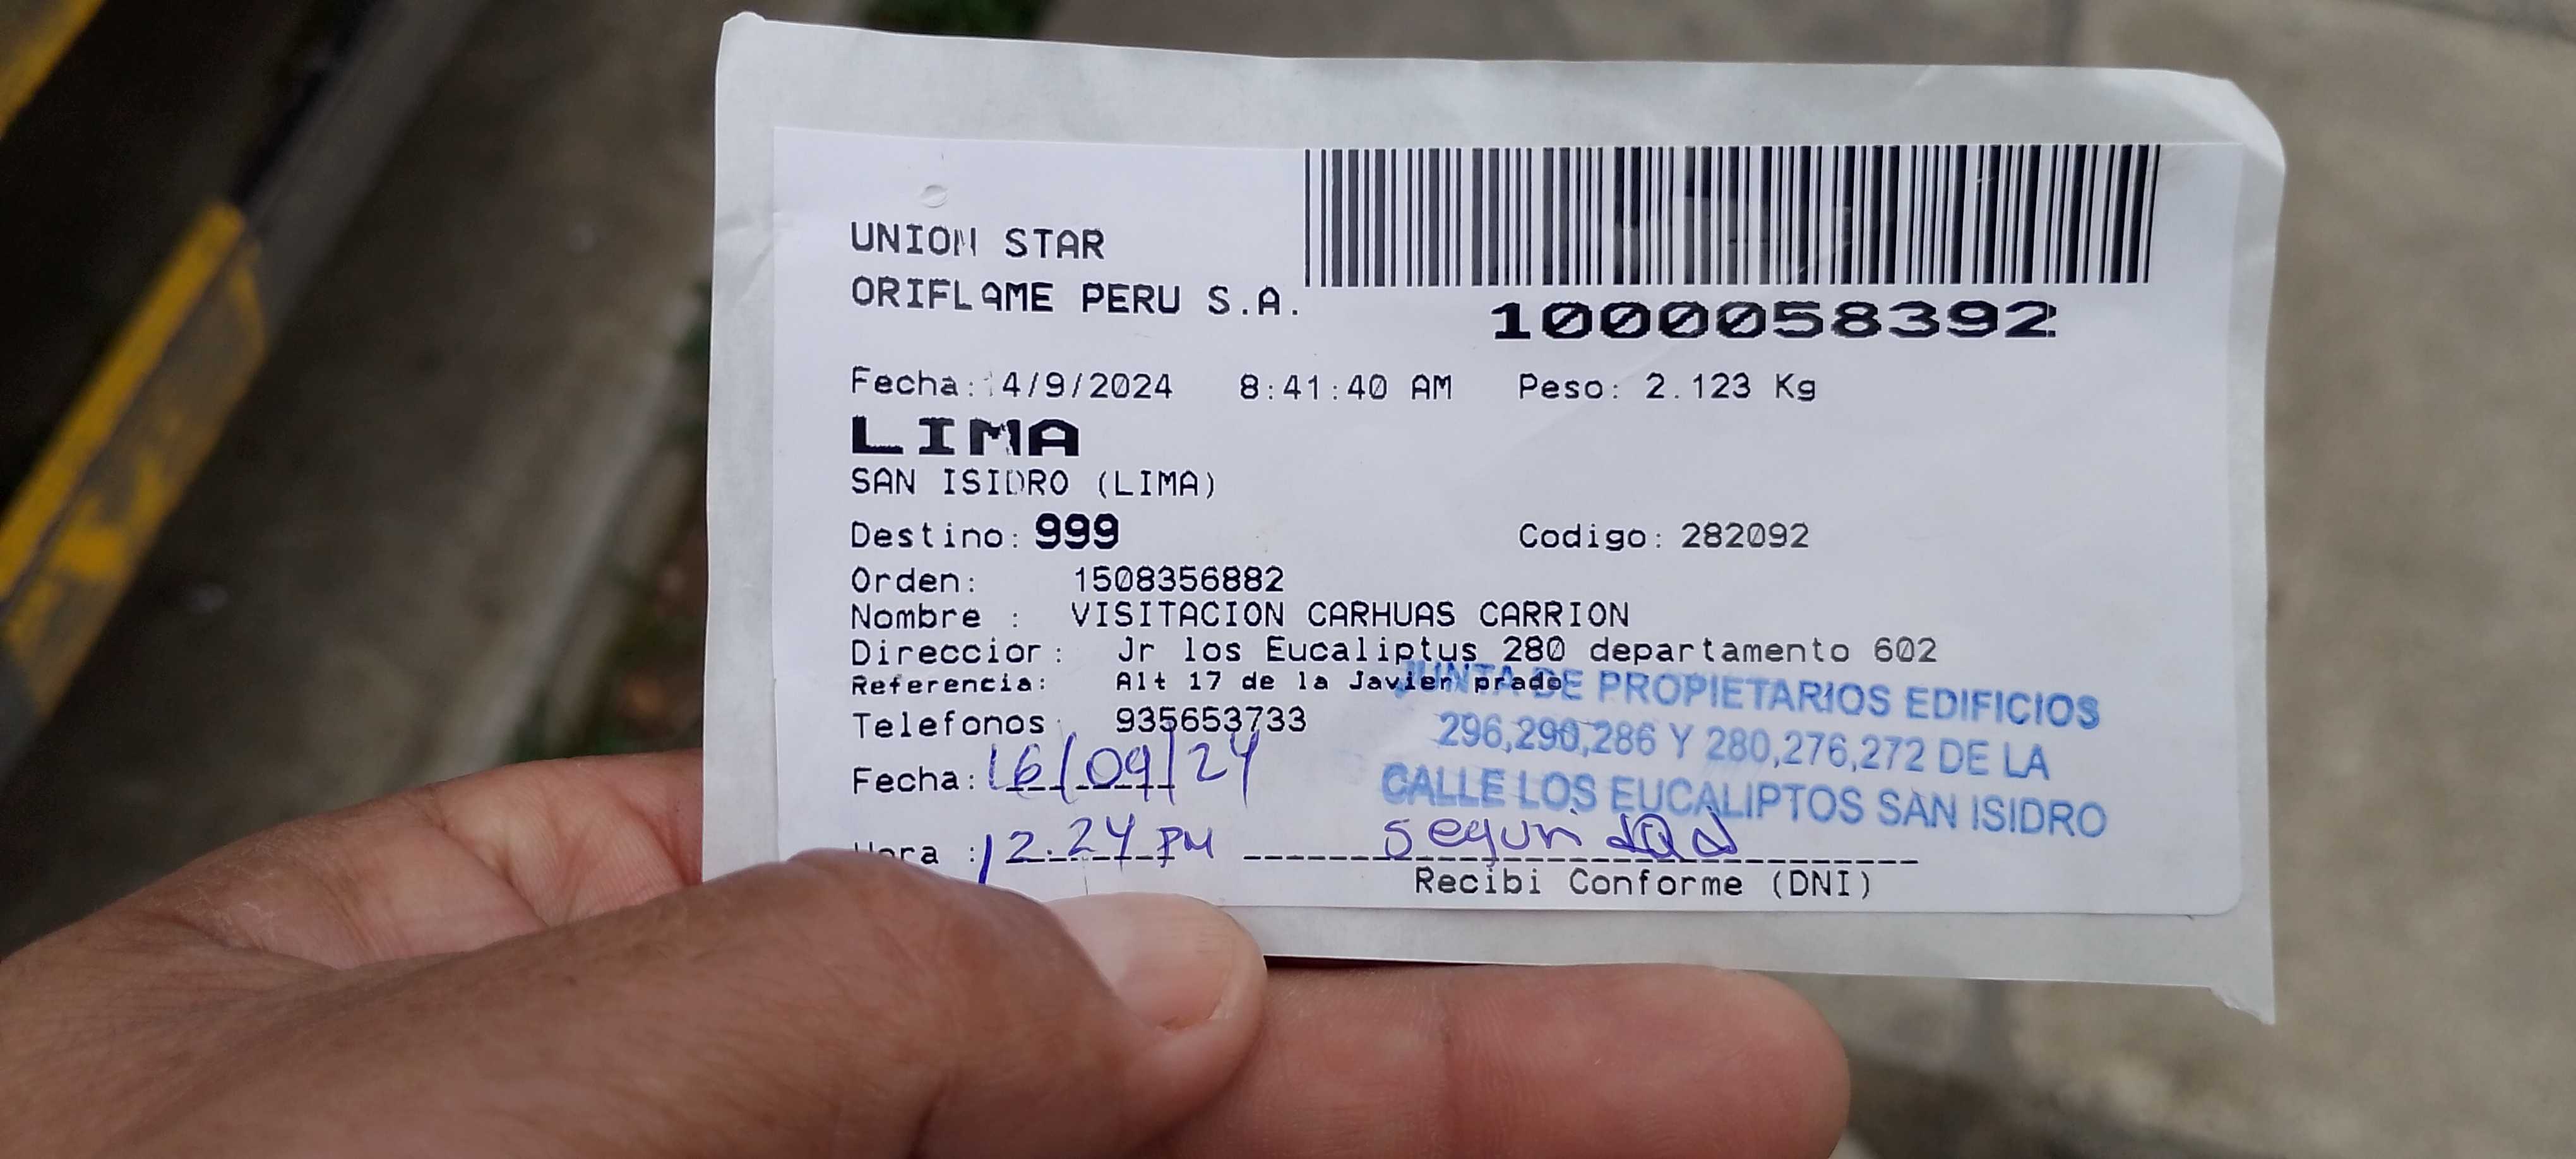 UNION STAR
ORIFLAME PERU S.A.
1000058392
Fecha: 14/9/2024 8:41:40 AM Peso: 2.123 Kg
LIMA
SAN ISIDRO (LIMA)
Destino: 999 Codigo: 282092
Orden: 1508356882
Nombre : VISITACION CARHUAS CARRION
Direccior: Jr los Eucaliptus 280 departamento 602
Referencia: Alt 17 de la Javier prado
JUNTA DE PROPIETARIOS EDIFICIOS
Telefonos 935653733
296,290,286 Y 280,276,272 DE LA
Fecha: 16/09/24
CALLE LOS EUCALIPTOS SAN ISIDRO
Hora : 12.24 PM seguridad
Recibi Conforme (DNI)